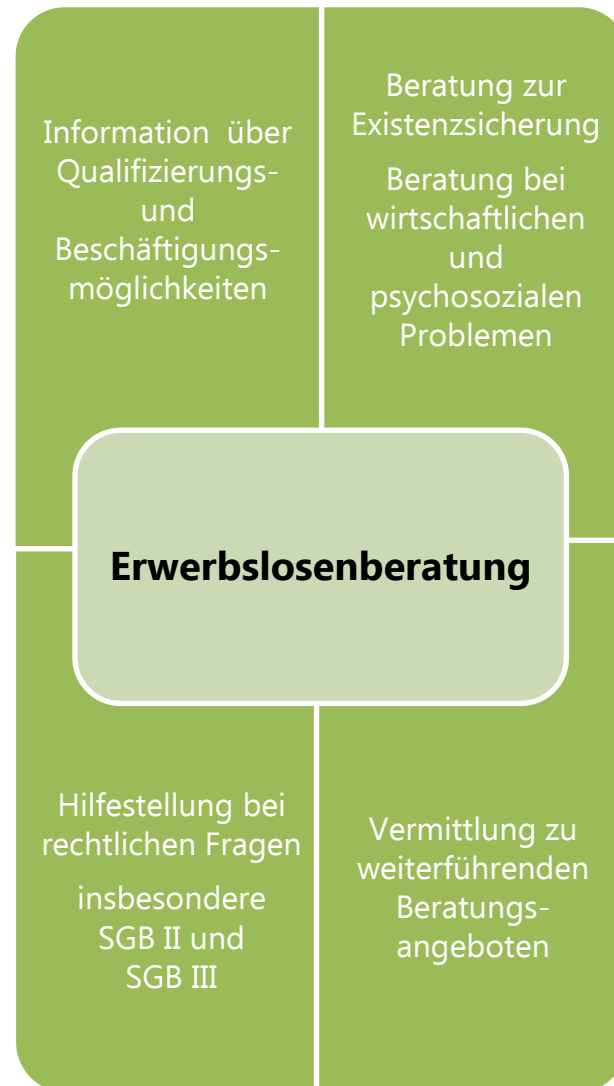 Information über
Qualifizierungs-
und
Beschäftigungs-
möglichkeiten
Beratung zur
Existenzsicherung
Beratung bei
wirtschaftlichen
und
psychosozialen
Problemen
Erwerbslosenberatung
Hilfestellung bei
rechtlichen Fragen
insbesondere
SGB II und
SGB III
Vermittlung zu
weiterführenden
Beratungs-
angeboten